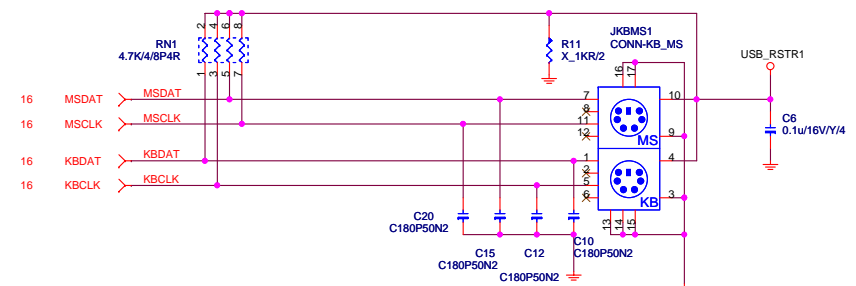 2 4 6 8
RN1
4.7K/4/8P4R
1 3 5 7
R11
X_1KR/2
JKBMS1
CONN-KB_MS
16 17
USB_RSTR1
16 MSDAT MSDAT
16 MSCLK MSCLK
16 KBDAT KBDAT
16 KBCLK KBCLK
7
8
11
12
10
9
MS
1
2
5
6
4
3
KB
13 14 15
C6
0.1u/16V/Y/4
C20
C180P50N2
C15
C180P50N2
C12
C180P50N2
C10
C180P50N2